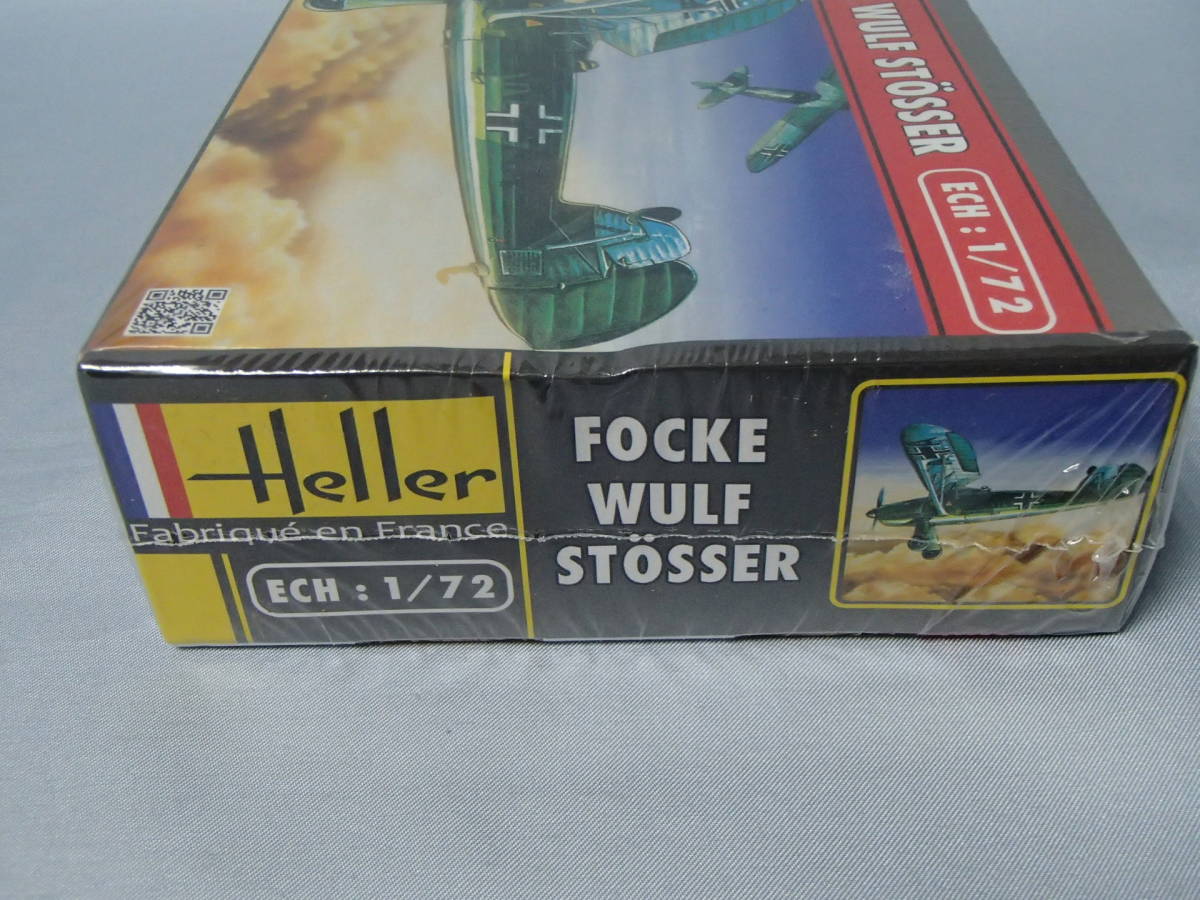 WULF STÖSSER
ECH : 1/72
Heller
Fabriqué en France
ECH : 1/72
FOCKE
WULF
STÖSSER